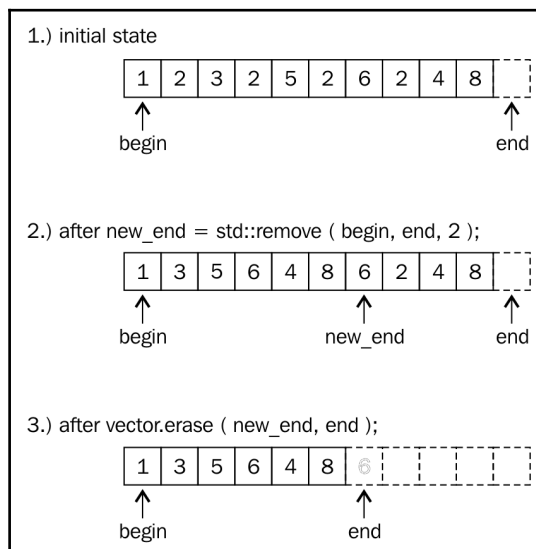 1.) initial state
1 2 3 2 5 2 6 2 4 8
begin end
2.) after new_end = std::remove ( begin, end, 2 );
1 3 5 6 4 8 6 2 4 8
begin new_end end
3.) after vector.erase ( new_end, end );
1 3 5 6 4 8 6
begin end